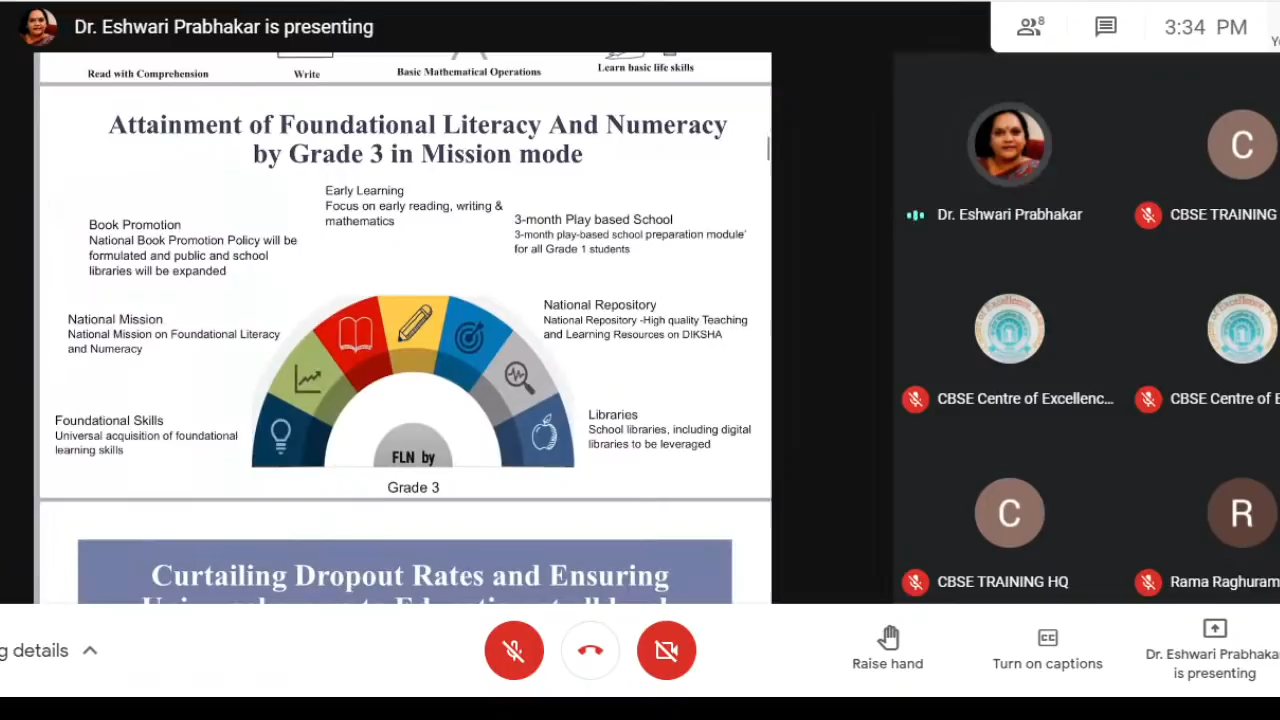 Dr. Eshwari Prabhakar is presenting
8
3:34 PM
Read with Comprehension
Write
Basic Mathematical Operations
Learn basic life skills
Attainment of Foundational Literacy And Numeracy
by Grade 3 in Mission mode
Early Learning
Focus on early reading, writing &
mathematics
Book Promotion
National Book Promotion Policy will be
formulated and public and school
libraries will be expanded
3-month Play based School
3-month play-based school preparation module'
for all Grade 1 students
National Mission
National Mission on Foundational Literacy
and Numeracy
National Repository
National Repository -High quality Teaching
and Learning Resources on DIKSHA
Foundational Skills
Universal acquisition of foundational
learning skills
Libraries
School libraries, including digital
libraries to be leveraged
FLN by
Grade 3
Curtailing Dropout Rates and Ensuring
Dr. Eshwari Prabhakar
C
CBSE TRAINING
CBSE Centre of Excellenc...
CBSE Centre of E
C
CBSE TRAINING HQ
R
Rama Raghuram
g details
Raise hand
Turn on captions
Dr. Eshwari Prabhaka
is presenting